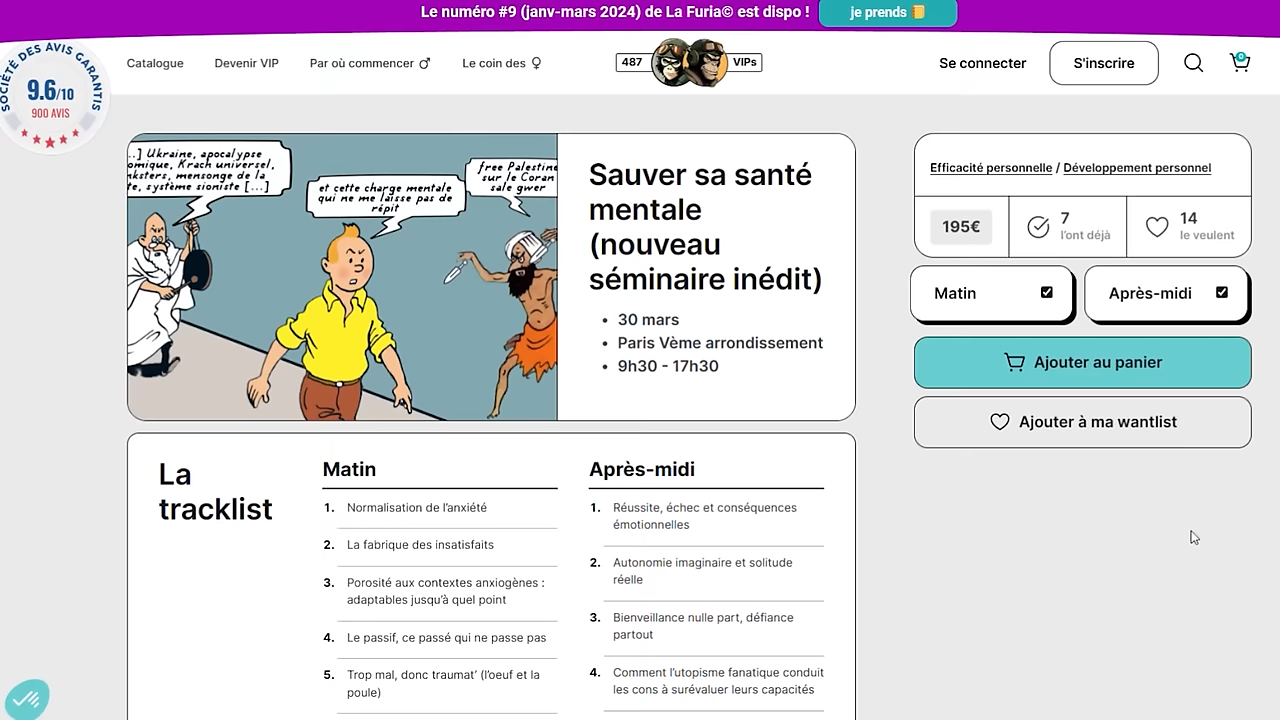 Le numéro #9 (janv-mars 2024) de La Furia© est dispo !
je prends
SOCIÉTÉ DES AVIS GARANTIS
9.6/10
900 AVIS
Catalogue
Devenir VIP
Par où commencer ♂
Le coin des ♀
487
VIPs
Se connecter
S'inscrire
0
..] Ukraine, apocalypse
omique, Krach universel,
nksters, mensonge de la
te, système sioniste [...]
et cette charge mentale
qui ne me laisse pas de
répit
free Palestine
sur le Coran
sale gwer
Sauver sa santé
mentale
(nouveau
séminaire inédit)
• 30 mars
• Paris Vème arrondissement
• 9h30 - 17h30
Efficacité personnelle / Développement personnel
195€
7
l'ont déjà
14
le veulent
Matin
Après-midi
Ajouter au panier
Ajouter à ma wantlist
La
tracklist
Matin
1. Normalisation de l'anxiété
2. La fabrique des insatisfaits
3. Porosité aux contextes anxiogènes :
adaptables jusqu'à quel point
4. Le passif, ce passé qui ne passe pas
5. Trop mal, donc traumat' (l'oeuf et la
poule)
Après-midi
1. Réussite, échec et conséquences
émotionnelles
2. Autonomie imaginaire et solitude
réelle
3. Bienveillance nulle part, défiance
partout
4. Comment l'utopisme fanatique conduit
les cons à surévaluer leurs capacités